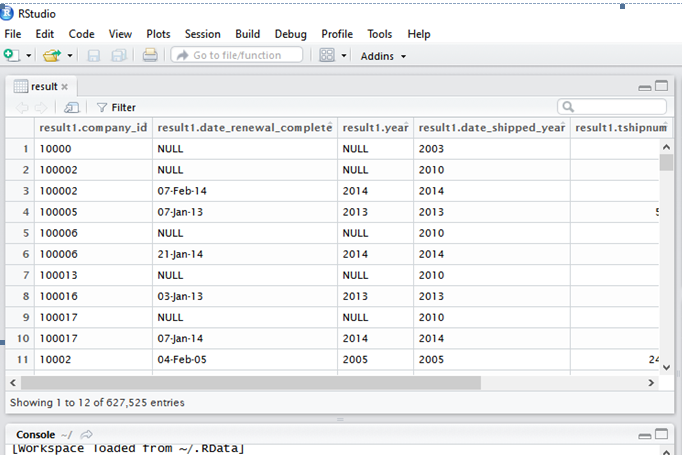 RStudio
File Edit Code View Plots Session Build Debug Profile Tools Help
Go to file/function Addins
result
Filter
result1.company_id result1.date_renewal_complete result1.year result1.date_shipped_year result1.tshipnum
1 10000 NULL NULL 2003
2 100002 NULL NULL 2010
3 100002 07-Feb-14 2014 2014
4 100005 07-Jan-13 2013 2013 5
5 100006 NULL NULL 2010
6 100006 21-Jan-14 2014 2014
7 100013 NULL NULL 2010
8 100016 03-Jan-13 2013 2013
9 100017 NULL NULL 2010
10 100017 07-Jan-14 2014 2014
11 10002 04-Feb-05 2005 2005 24
Showing 1 to 12 of 627,525 entries
Console ~/
[Workspace loaded from ~/.RData]